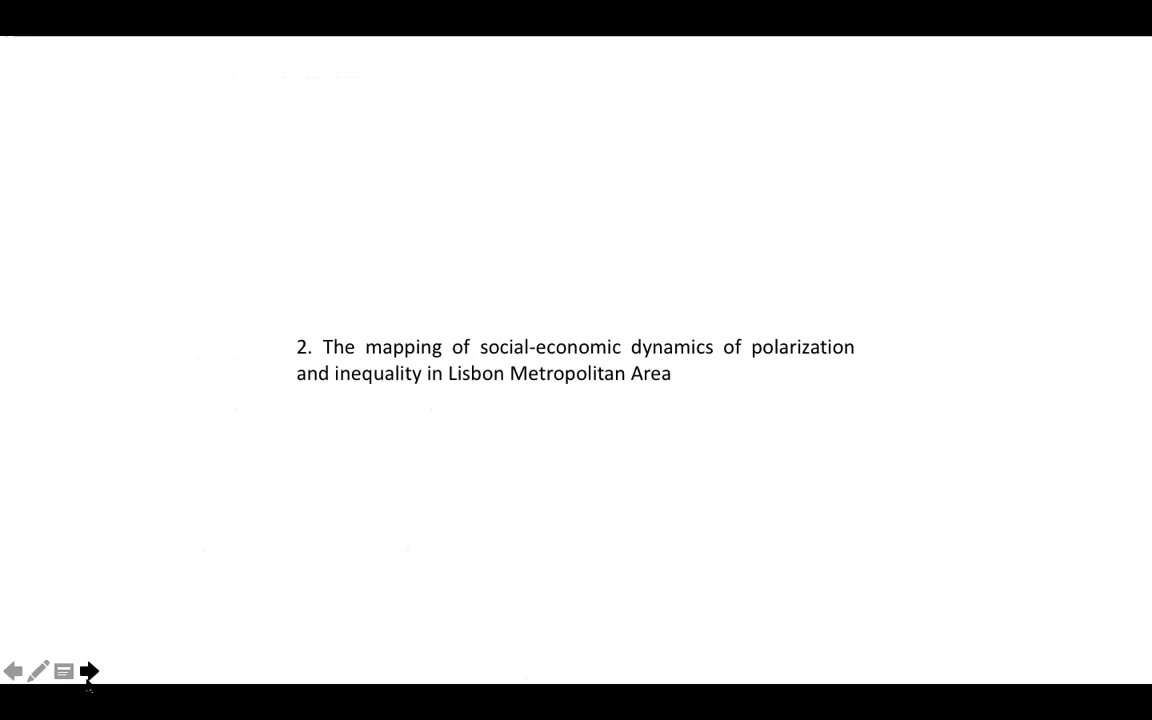 2. The mapping of social-economic dynamics of polarization
and inequality in Lisbon Metropolitan Area